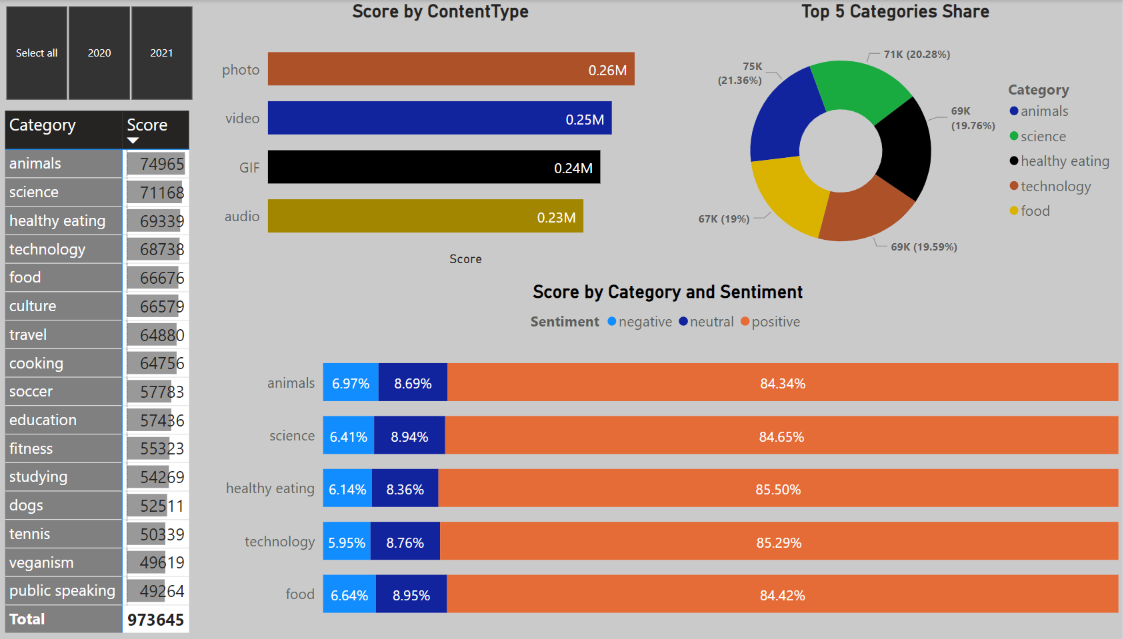 Select all
2020
2021
Category Score
animals 74965
science 71168
healthy eating 69339
technology 68738
food 66676
culture 66579
travel 64880
cooking 64756
soccer 57783
education 57436
fitness 55323
studying 54269
dogs 52511
tennis 50339
veganism 49619
public speaking 49264
Total 973645
Score by ContentType
photo 0.26M
video 0.25M
GIF 0.24M
audio 0.23M
Score
Top 5 Categories Share
71K (20.28%)
75K
(21.36%)
69K
(19.76%)
67K (19%)
69K (19.59%)
Category
animals
science
healthy eating
technology
food
Score by Category and Sentiment
Sentiment negative neutral positive
animals 6.97% 8.69% 84.34%
science 6.41% 8.94% 84.65%
healthy eating 6.14% 8.36% 85.50%
technology 5.95% 8.76% 85.29%
food 6.64% 8.95% 84.42%